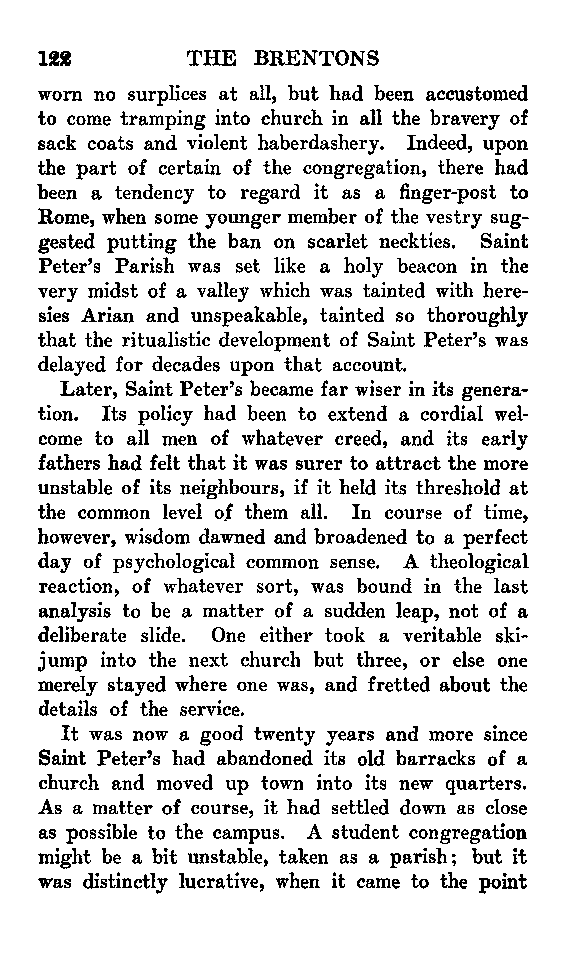 122 THE BRENTONS
worn no surplices at all, but had been accustomed
to come tramping into church in all the bravery of
sack coats and violent haberdashery. Indeed, upon
the part of certain of the congregation, there had
been a tendency to regard it as a finger-post to
Rome, when some younger member of the vestry sug-
gested putting the ban on scarlet neckties. Saint
Peter's Parish was set like a holy beacon in the
very midst of a valley which was tainted with here-
sies Arian and unspeakable, tainted so thoroughly
that the ritualistic development of Saint Peter's was
delayed for decades upon that account.
Later, Saint Peter's became far wiser in its genera-
tion. Its policy had been to extend a cordial wel-
come to all men of whatever creed, and its early
fathers had felt that it was surer to attract the more
unstable of its neighbours, if it held its threshold at
the common level of them all. In course of time,
however, wisdom dawned and broadened to a perfect
day of psychological common sense. A theological
reaction, of whatever sort, was bound in the last
analysis to be a matter of a sudden leap, not of a
deliberate slide. One either took a veritable ski-
jump into the next church but three, or else one
merely stayed where one was, and fretted about the
details of the service.
It was now a good twenty years and more since
Saint Peter's had abandoned its old barracks of a
church and moved up town into its new quarters.
As a matter of course, it had settled down as close
as possible to the campus. A student congregation
might be a bit unstable, taken as a parish; but it
was distinctly lucrative, when it came to the point